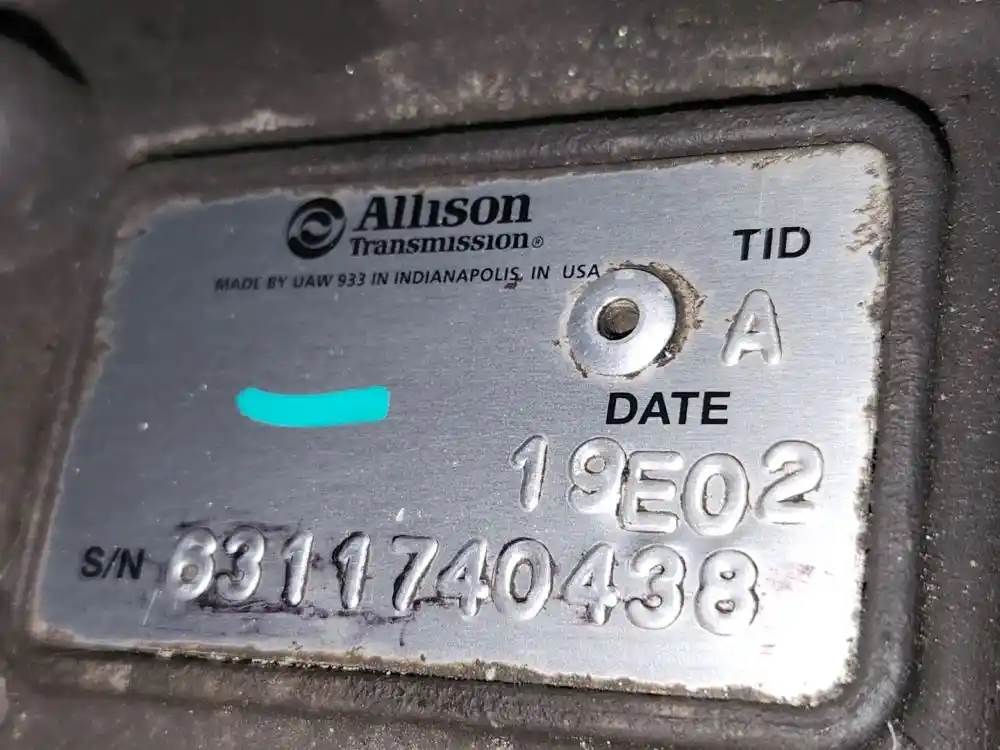 Allison
Transmission®
MADE BY UAW 933 IN INDIANAPOLIS, IN USA
TID
A
DATE
19E02
S/N 6311740438